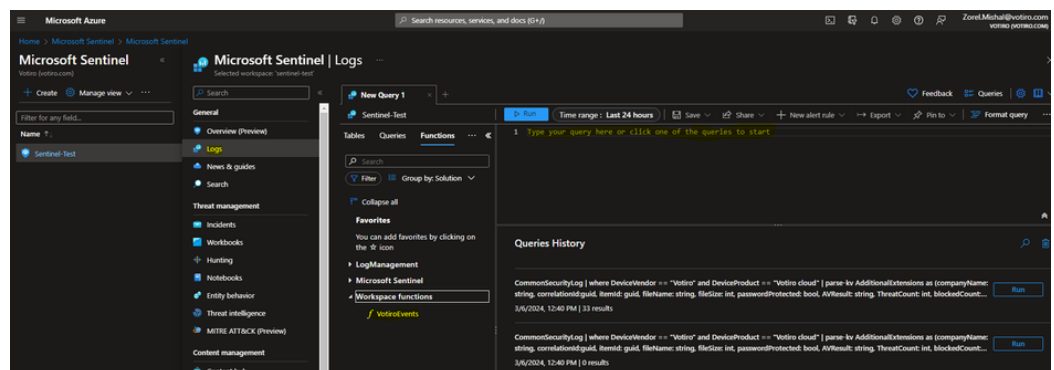 Microsoft Azure
Search resources, services, and docs (G+/)
Zorel.Mishal@votiro.com
VOTIRO (VOTIRO.COM)
Home > Microsoft Sentinel > Microsoft Sentinel
Microsoft Sentinel
Votiro (votiro.com)
+ Create Manage view ...
Filter for any field...
Name ↑
Sentinel-Test
Microsoft Sentinel | Logs ...
Selected workspace: 'sentinel-test'
Search
General
Overview (Preview)
Logs
News & guides
Search
Threat management
Incidents
Workbooks
Hunting
Notebooks
Entity behavior
Threat intelligence
MITRE ATT&CK (Preview)
Content management
New Query 1 × +
Feedback Queries
Sentinel-Test
Run Time range : Last 24 hours Save Share + New alert rule Export Pin to Format query ...
Tables Queries Functions ... «
Search
Filter Group by: Solution
Collapse all
Favorites
You can add favorites by clicking on
the ☆ icon
LogManagement
Microsoft Sentinel
Workspace functions
VotiroEvents
1 Type your query here or click one of the queries to start
Queries History
CommonSecurityLog | where DeviceVendor == "Votiro" and DeviceProduct == "Votiro cloud" | parse-kv AdditionalExtensions as (companyName:
string, correlationId:guid, itemId: guid, fileName: string, fileSize: int, passwordProtected: bool, AVResult: string, ThreatCount: int, blockedCount:...
Run
3/6/2024, 12:40 PM | 33 results
CommonSecurityLog | where DeviceVendor == "Votiro" and DeviceProduct == "Votiro cloud" | parse-kv AdditionalExtensions as (companyName:
string, correlationId:guid, itemId: guid, fileName: string, fileSize: int, passwordProtected: bool, AVResult: string, ThreatCount: int, blockedCount:...
Run
3/6/2024, 12:40 PM | 0 results